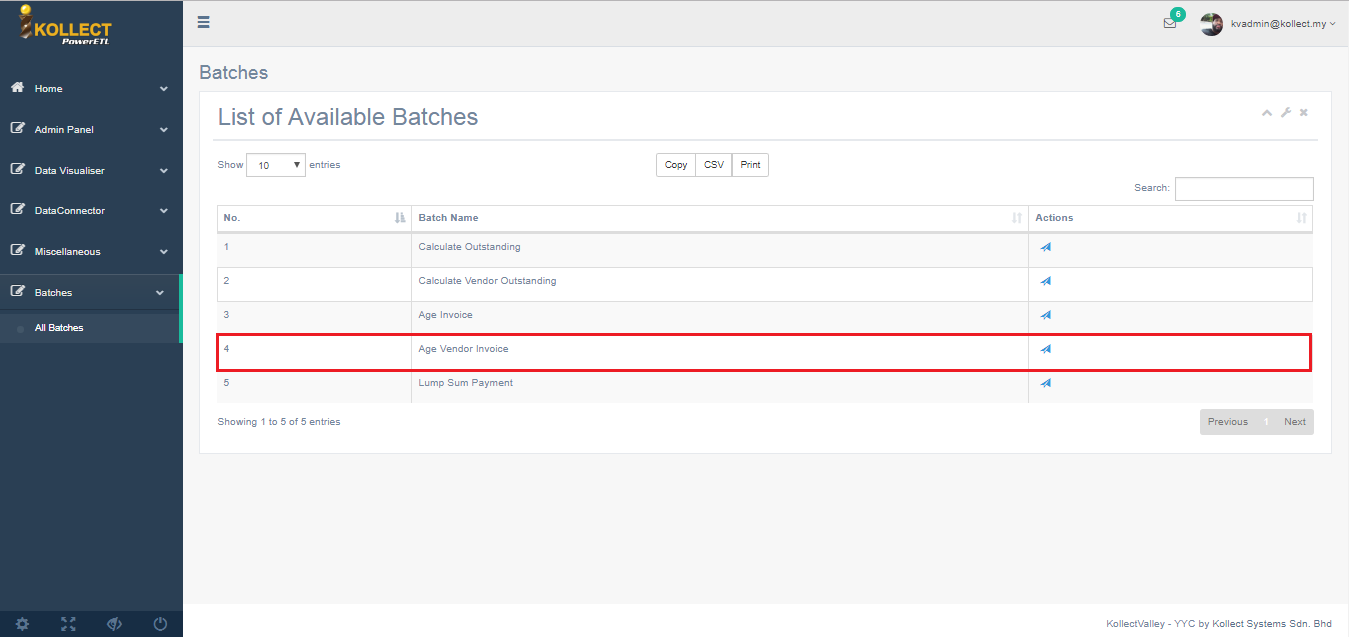 KOLLECT
PowerETL
6
kvadmin@kollect.my
Home
Admin Panel
Data Visualiser
DataConnector
Miscellaneous
Batches
All Batches
Batches
List of Available Batches
Show 10 entries
Copy CSV Print
Search:
No. Batch Name Actions
1 Calculate Outstanding
2 Calculate Vendor Outstanding
3 Age Invoice
4 Age Vendor Invoice
5 Lump Sum Payment
Showing 1 to 5 of 5 entries
Previous 1 Next
KollectValley - YYC by Kollect Systems Sdn. Bhd